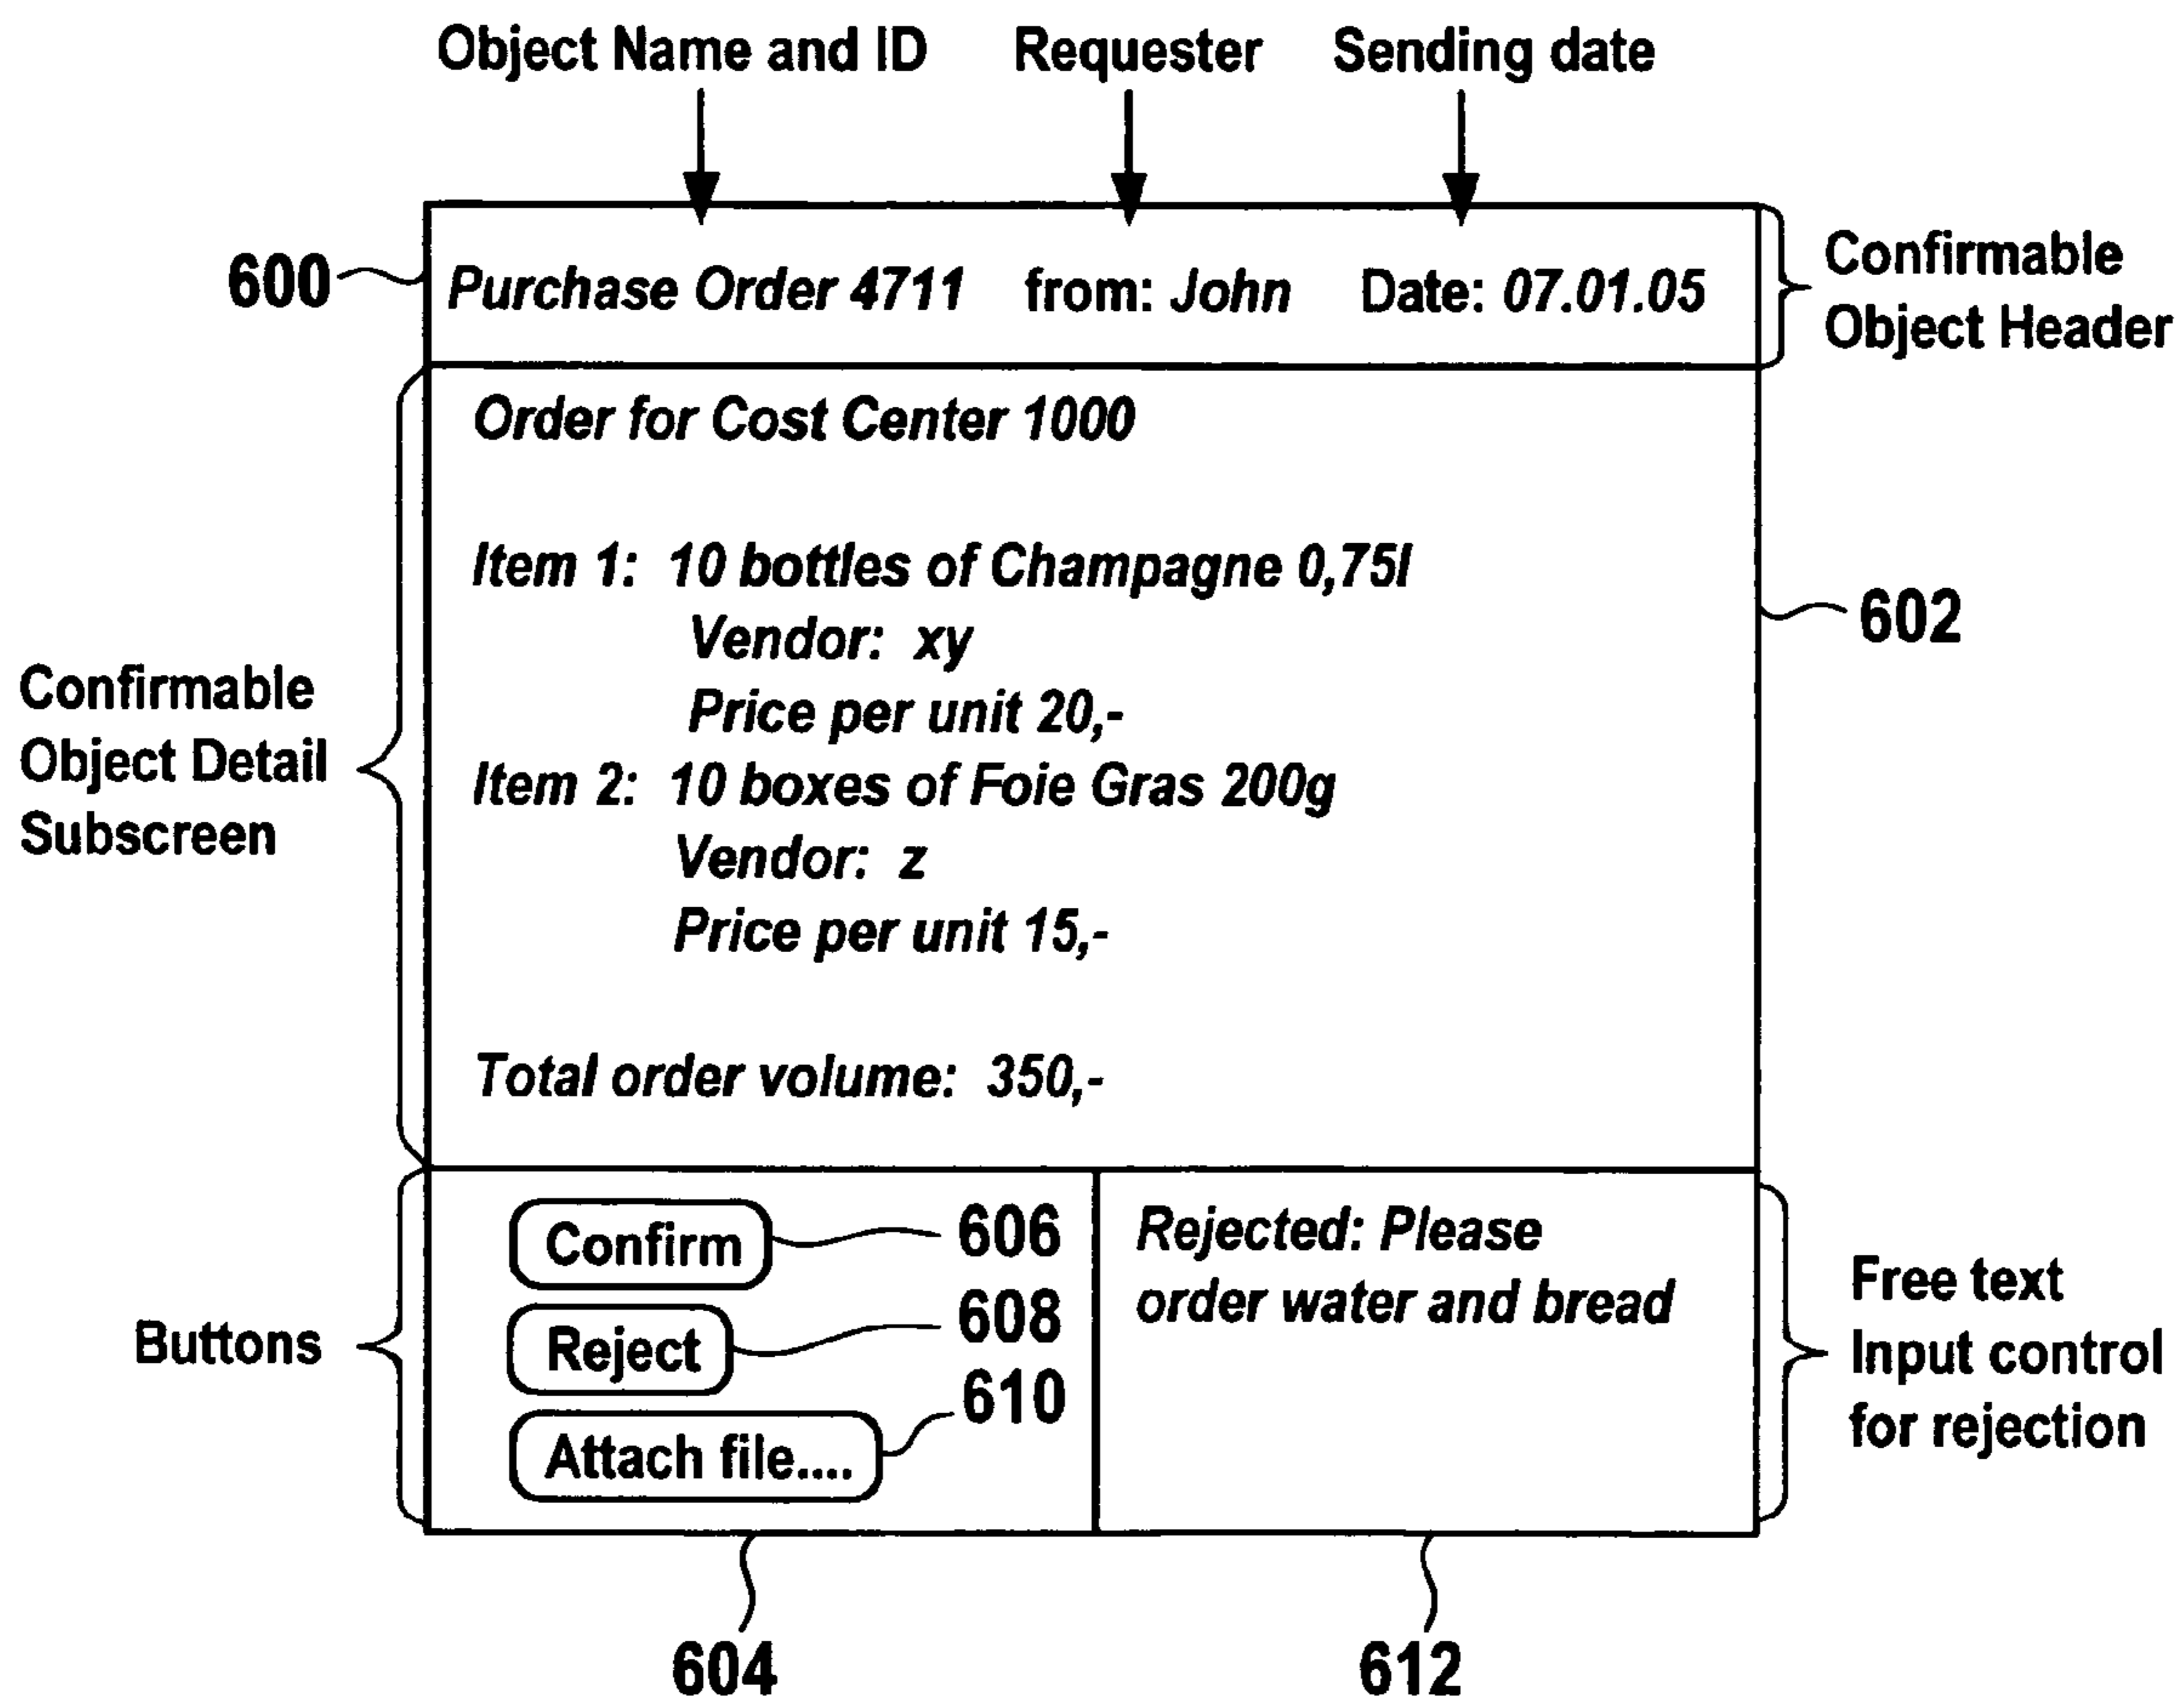 Object Name and ID Requester Sending date
600 Purchase Order 4711 from: John Date: 07.01.05
Confirmable
Object Header
Order for Cost Center 1000
Item 1: 10 bottles of Champagne 0,75l
Vendor: xy
Price per unit 20,-
Item 2: 10 boxes of Foie Gras 200g
Vendor: z
Price per unit 15,-
Total order volume: 350,-
602
Confirmable
Object Detail
Subscreen
Buttons
Confirm 606
Reject 608
Attach file.... 610
Rejected: Please
order water and bread
Free text
Input control
for rejection
604 612